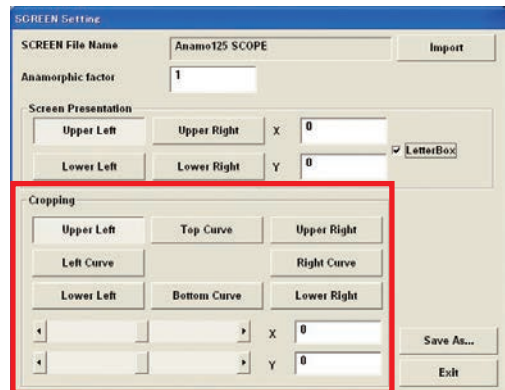 SCREEN Setting
SCREEN File Name Anamo125 SCOPE Import
Anamorphic factor 1
Screen Presentation
Upper Left Upper Right X 0
LetterBox
Lower Left Lower Right Y 0
Cropping
Upper Left Top Curve Upper Right
Left Curve Right Curve
Lower Left Bottom Curve Lower Right
X 0
Save As...
Y 0
Exit